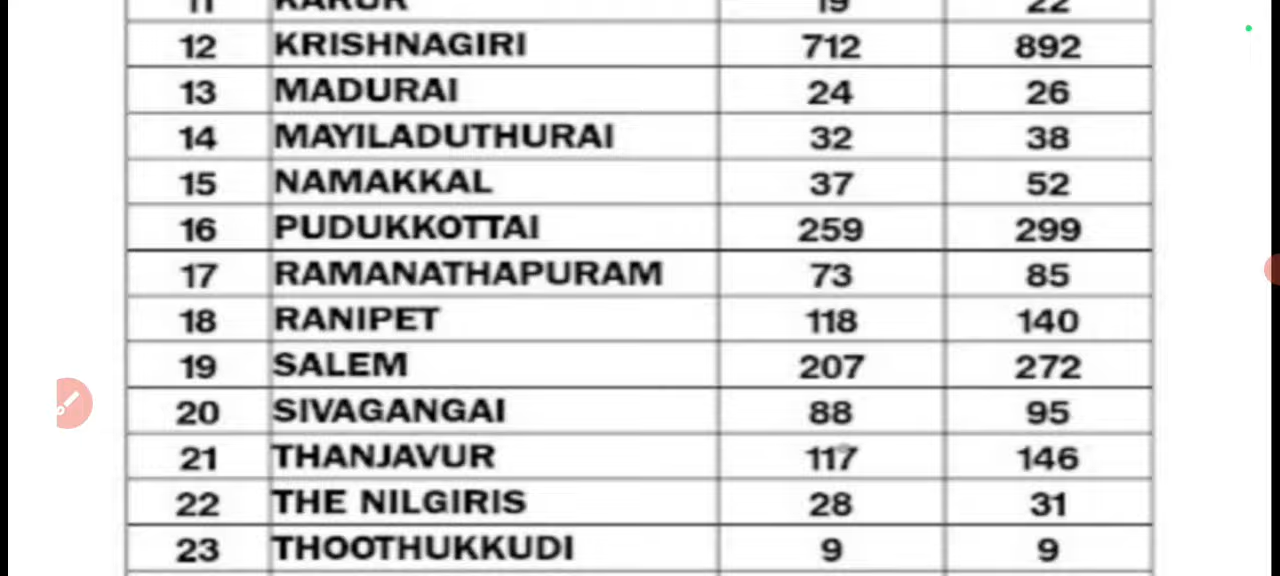 11 KARUR 19 22
12 KRISHNAGIRI 712 892
13 MADURAI 24 26
14 MAYILADUTHURAI 32 38
15 NAMAKKAL 37 52
16 PUDUKKOTTAI 259 299
17 RAMANATHAPURAM 73 85
18 RANIPET 118 140
19 SALEM 207 272
20 SIVAGANGAI 88 95
21 THANJAVUR 117 146
22 THE NILGIRIS 28 31
23 THOOTHUKKUDI 9 9